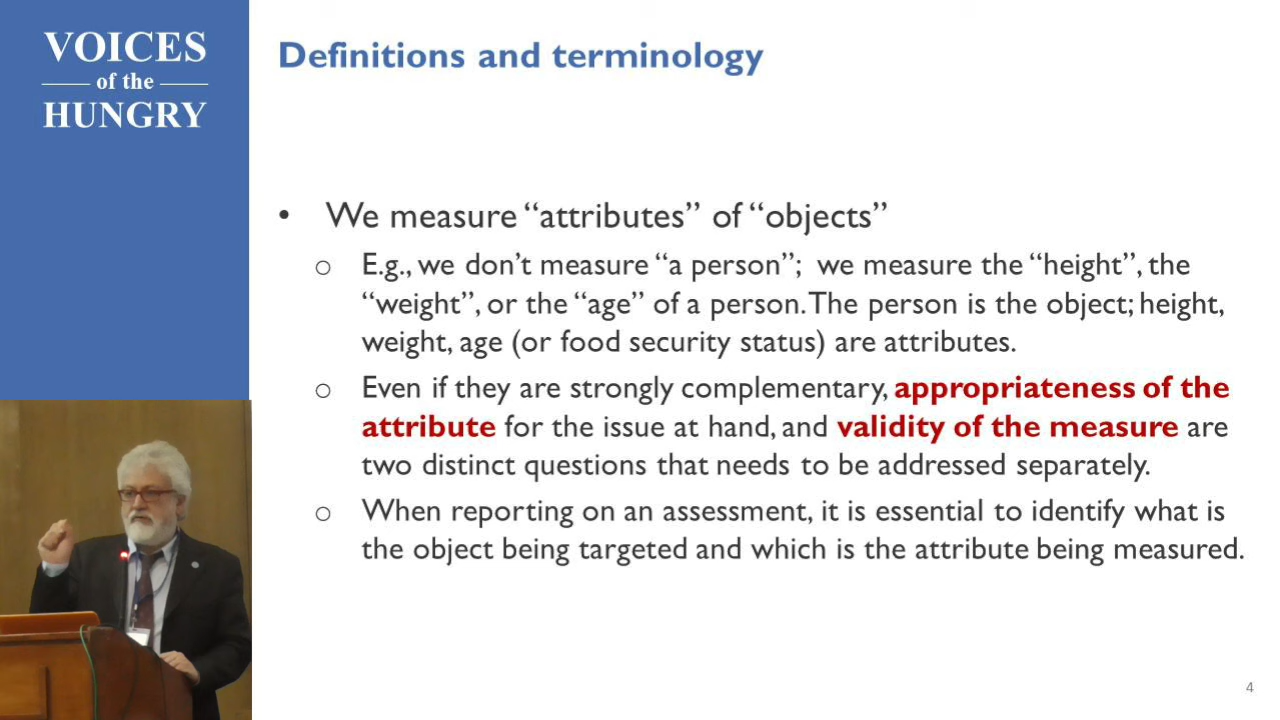 VOICES
of the
HUNGRY
Definitions and terminology
• We measure “attributes” of “objects”
o E.g., we don’t measure “a person”; we measure the “height”, the
“weight”, or the “age” of a person. The person is the object; height,
weight, age (or food security status) are attributes.
o Even if they are strongly complementary, appropriateness of the
attribute for the issue at hand, and validity of the measure are
two distinct questions that needs to be addressed separately.
o When reporting on an assessment, it is essential to identify what is
the object being targeted and which is the attribute being measured.
4